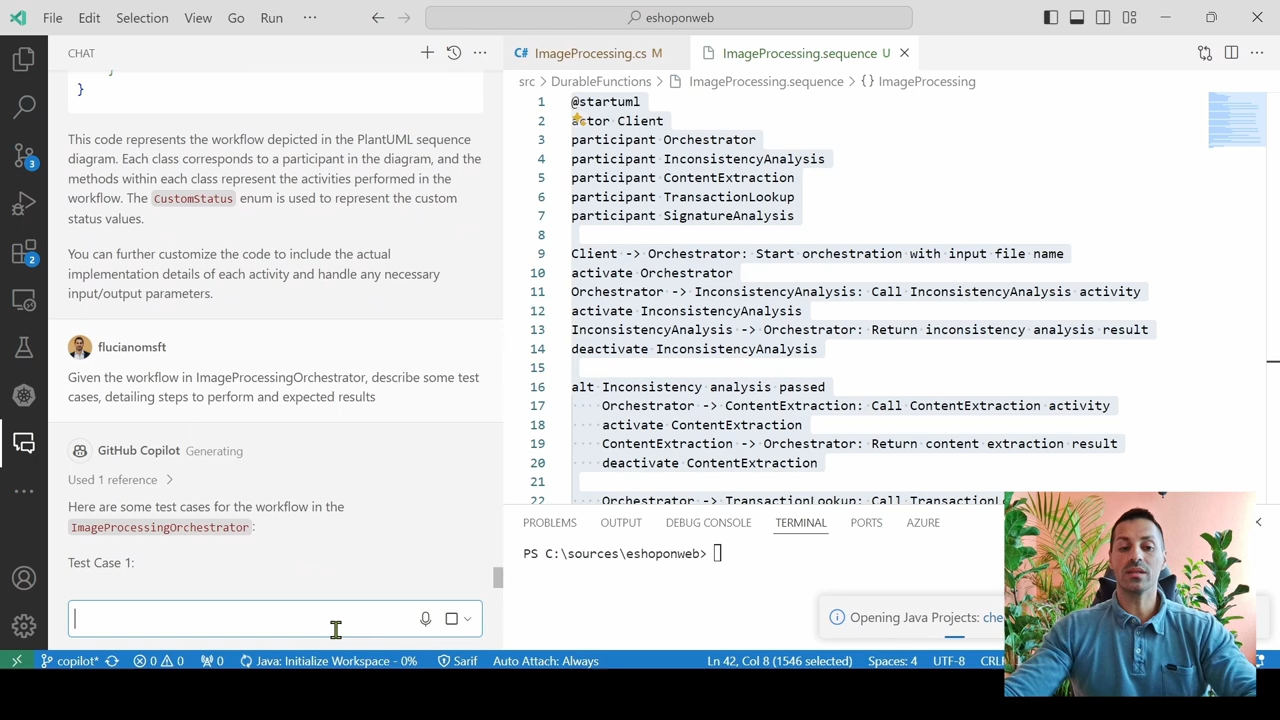 File Edit Selection View Go Run ··· eshoponweb
CHAT
}
This code represents the workflow depicted in the PlantUML sequence
diagram. Each class corresponds to a participant in the diagram, and the
methods within each class represent the activities performed in the
workflow. The CustomStatus enum is used to represent the custom
status values.
You can further customize the code to include the actual
implementation details of each activity and handle any necessary
input/output parameters.
flucianomsft
Given the workflow in ImageProcessingOrchestrator, describe some test
cases, detailing steps to perform and expected results
GitHub Copilot Generating
Used 1 reference >
Here are some test cases for the workflow in the
ImageProcessingOrchestrator:
Test Case 1:
3
2
C# ImageProcessing.cs M
ImageProcessing.sequence U
src > DurableFunctions > ImageProcessing.sequence > {} ImageProcessing
1 @startuml
2 actor Client
3 participant Orchestrator
4 participant InconsistencyAnalysis
5 participant ContentExtraction
6 participant TransactionLookup
7 participant SignatureAnalysis
8
9 Client -> Orchestrator: Start orchestration with input file name
10 activate Orchestrator
11 Orchestrator -> InconsistencyAnalysis: Call InconsistencyAnalysis activity
12 activate InconsistencyAnalysis
13 InconsistencyAnalysis -> Orchestrator: Return inconsistency analysis result
14 deactivate InconsistencyAnalysis
15
16 alt Inconsistency analysis passed
17 Orchestrator -> ContentExtraction: Call ContentExtraction activity
18 activate ContentExtraction
19 ContentExtraction -> Orchestrator: Return content extraction result
20 deactivate ContentExtraction
21
22 Orchestrator -> TransactionLookup: Call
PROBLEMS OUTPUT DEBUG CONSOLE TERMINAL PORTS AZURE
PS C:\sources\eshoponweb>
Opening Java Projects:
copilot* 0 0 0 Java: Initialize Workspace - 0% Sarif Auto Attach: Always Ln 42, Col 8 (1546 selected) Spaces: 4 UTF-8